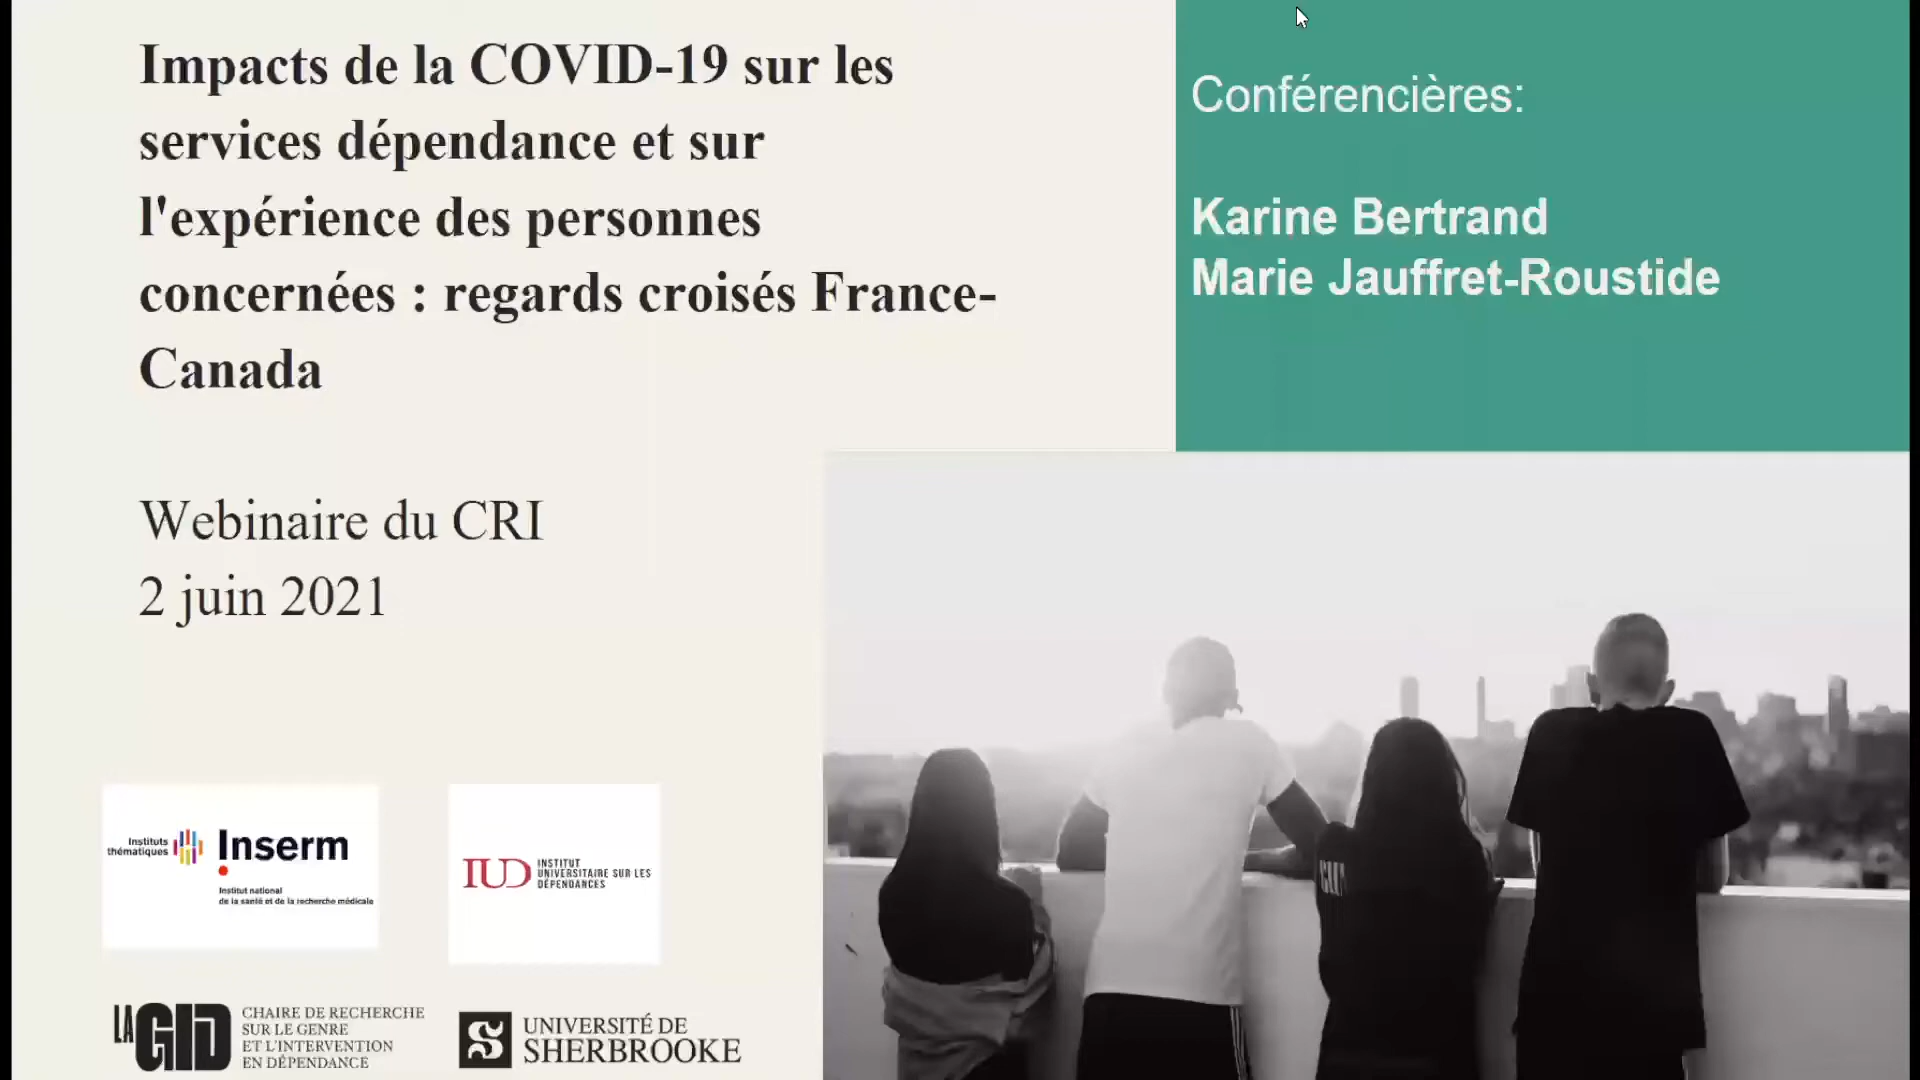 Impacts de la COVID-19 sur les
services dépendance et sur
l'expérience des personnes
concernées : regards croisés France-
Canada
Webinaire du CRI
2 juin 2021
Conférencières:
Karine Bertrand
Marie Jauffret-Roustide
Instituts
thématiques
Inserm
Institut national
de la santé et de la recherche médicale
IUD
INSTITUT
UNIVERSITAIRE SUR LES
DÉPENDANCES
LA GID
CHAIRE DE RECHERCHE
SUR LE GENRE
ET L'INTERVENTION
EN DÉPENDANCE
UNIVERSITÉ DE
SHERBROOKE